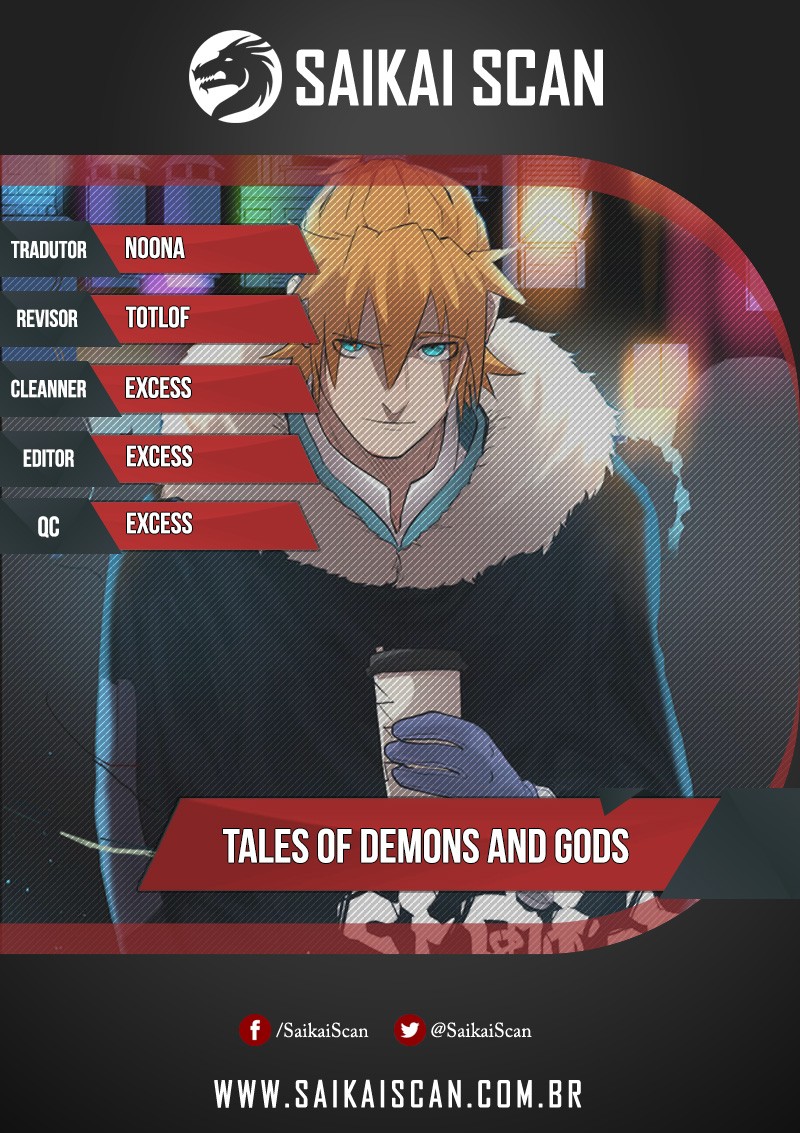 SAIKAI SCAN
TRADUTOR NOONA
REVISOR TOTLOF
CLEANNER EXCESS
EDITOR EXCESS
QC EXCESS
TALES OF DEMONS AND GODS
/SaikaiScan @SaikaiScan
WWW.SAIKAISCAN.COM.BR